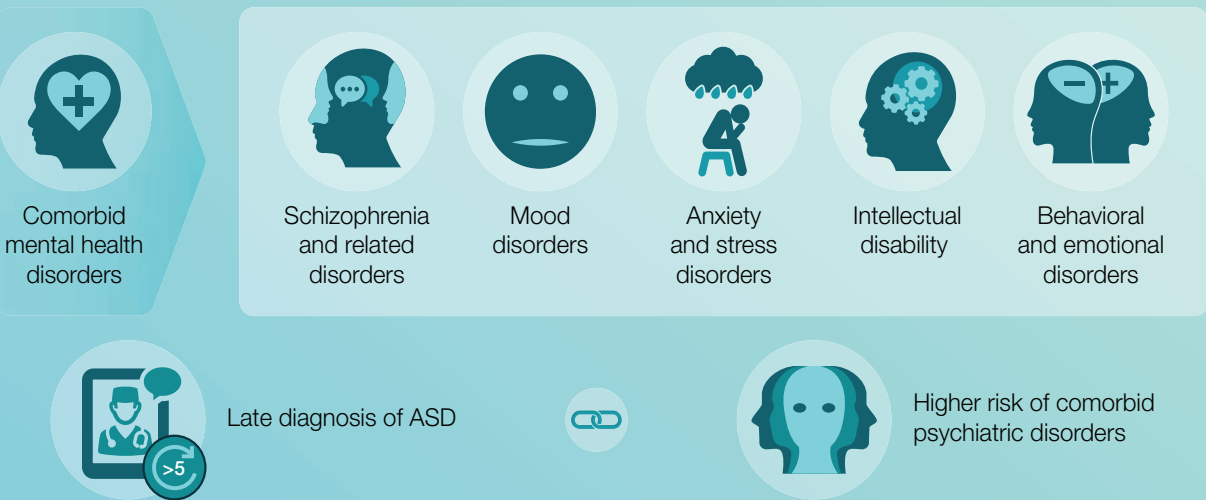 Comorbid
mental health
disorders
Schizophrenia
and related
disorders
Mood
disorders
Anxiety
and stress
disorders
Intellectual
disability
Behavioral
and emotional
disorders
>5
Late diagnosis of ASD
Higher risk of comorbid
psychiatric disorders